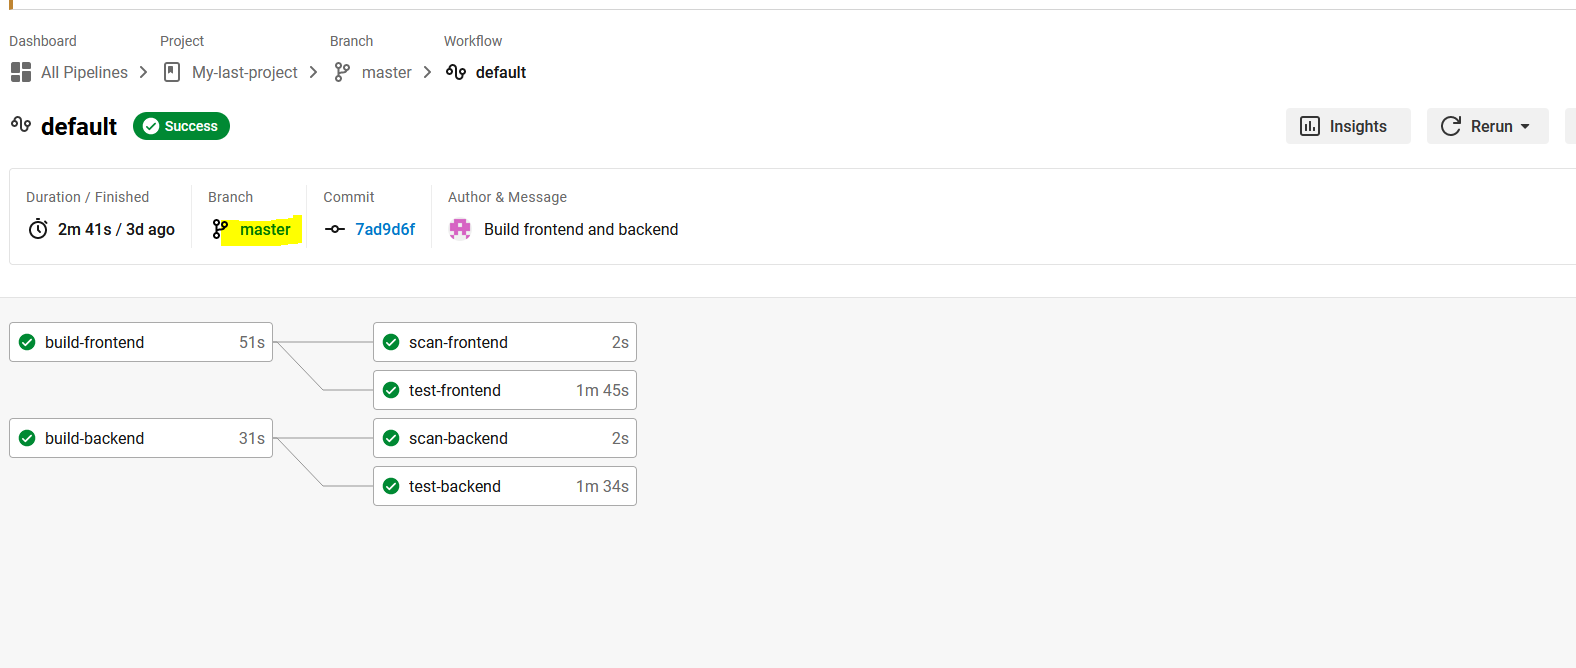 Dashboard Project Branch Workflow
All Pipelines My-last-project master default
default Success Insights Rerun
Duration / Finished Branch Commit Author & Message
2m 41s / 3d ago master 7ad9d6f Build frontend and backend
build-frontend 51s scan-frontend 2s
test-frontend 1m 45s
build-backend 31s scan-backend 2s
test-backend 1m 34s